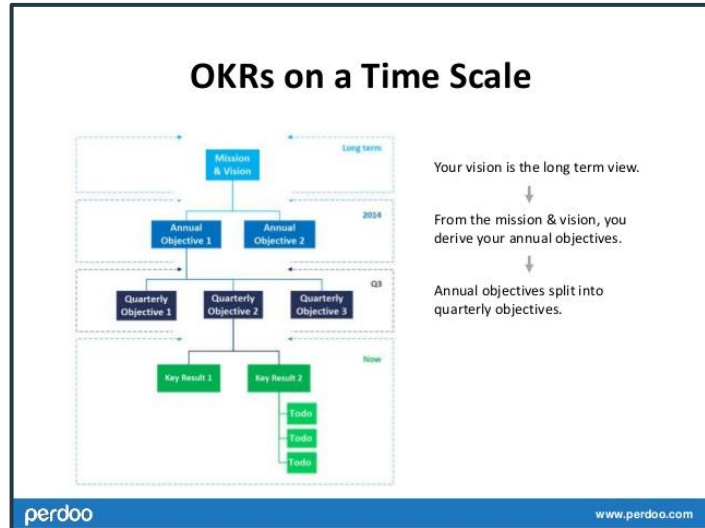 OKRs on a Time Scale
Long term
Mission
& Vision
2014
Annual
Objective 1
Annual
Objective 2
Q3
Quarterly
Objective 1
Quarterly
Objective 2
Quarterly
Objective 3
Now
Key Result 1
Key Result 2
Todo
Todo
Todo
Your vision is the long term view.
From the mission & vision, you
derive your annual objectives.
Annual objectives split into
quarterly objectives.
perdoo
www.perdoo.com